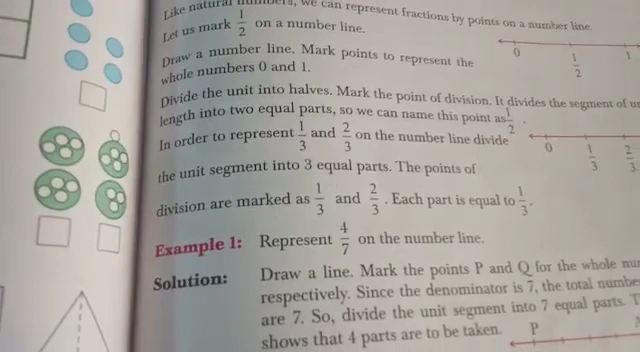 Like natural numbers, we can represent fractions by points on a number line.
Let us mark 1/2 on a number line.
Draw a number line. Mark points to represent the
whole numbers 0 and 1.
0 1/2 1
Divide the unit into halves. Mark the point of division. It divides the segment of
length into two equal parts, so we can name this point as 1/2.
In order to represent 1/3 and 2/3 on the number line divide
0 1/3 2/3
the unit segment into 3 equal parts. The points of
division are marked as 1/3 and 2/3. Each part is equal to 1/3.
Example 1: Represent 4/7 on the number line.
Solution: Draw a line. Mark the points P and Q for the whole
respectively. Since the denominator is 7, the total
are 7. So, divide the unit segment into 7 equal parts.
shows that 4 parts are to be taken.
P